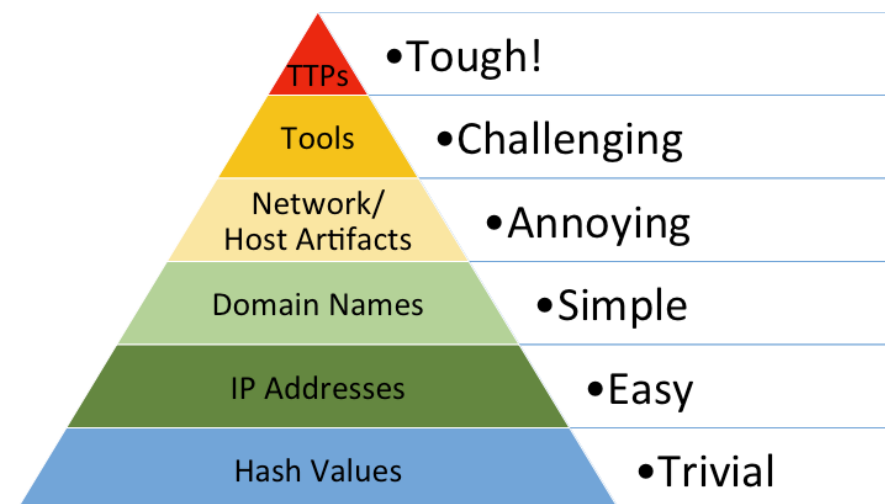 TTPs
•Tough!
Tools
•Challenging
Network/
Host Artifacts
•Annoying
Domain Names
•Simple
IP Addresses
•Easy
Hash Values
•Trivial